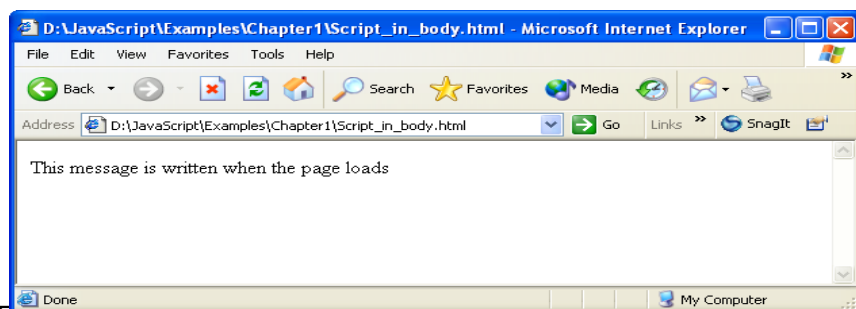 D:\JavaScript\Examples\Chapter1\Script_in_body.html - Microsoft Internet Explorer
File Edit View Favorites Tools Help
Back Search Favorites Media »
Address D:\JavaScript\Examples\Chapter1\Script_in_body.html Go Links » SnagIt
This message is written when the page loads
Done My Computer